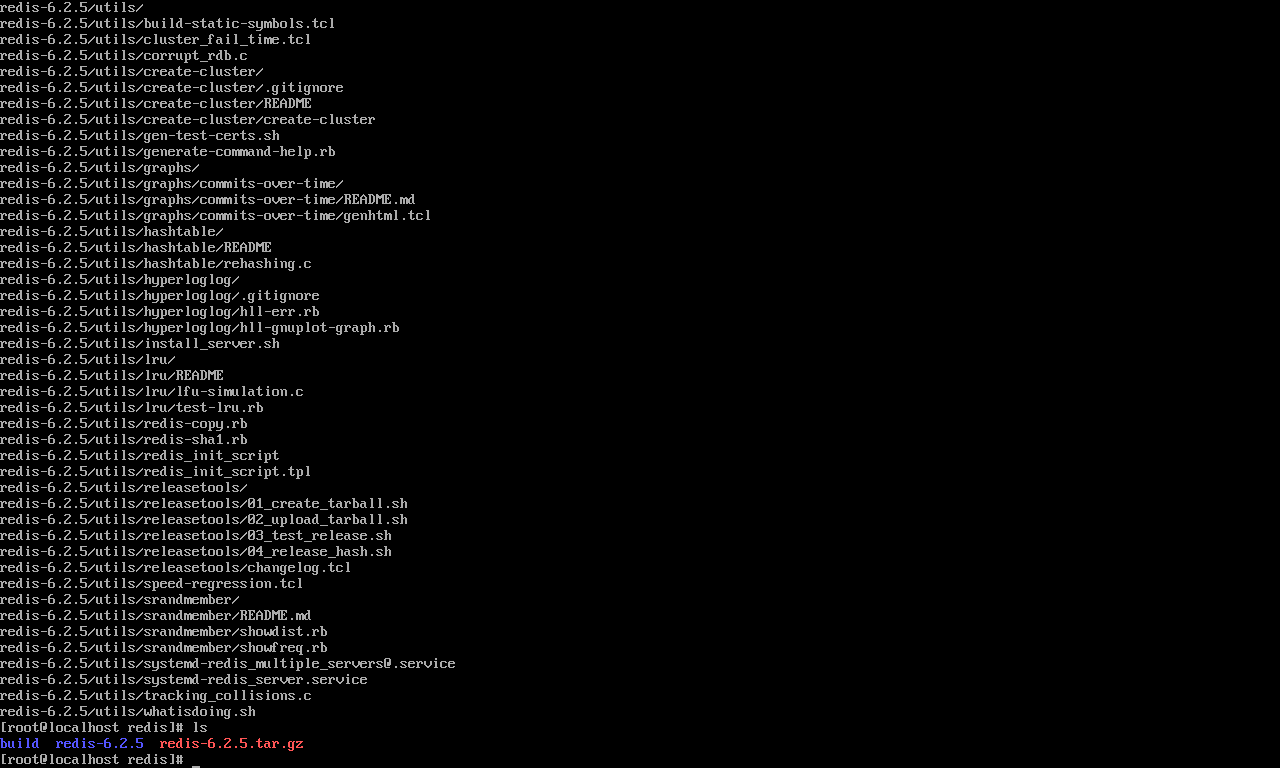 redis-6.2.5/utils/
redis-6.2.5/utils/build-static-symbols.tcl
redis-6.2.5/utils/cluster_fail_time.tcl
redis-6.2.5/utils/corrupt_rdb.c
redis-6.2.5/utils/create-cluster/
redis-6.2.5/utils/create-cluster/.gitignore
redis-6.2.5/utils/create-cluster/README
redis-6.2.5/utils/create-cluster/create-cluster
redis-6.2.5/utils/gen-test-certs.sh
redis-6.2.5/utils/generate-command-help.rb
redis-6.2.5/utils/graphs/
redis-6.2.5/utils/graphs/commits-over-time/
redis-6.2.5/utils/graphs/commits-over-time/README.md
redis-6.2.5/utils/graphs/commits-over-time/genhtml.tcl
redis-6.2.5/utils/hashtable/
redis-6.2.5/utils/hashtable/README
redis-6.2.5/utils/hashtable/rehashing.c
redis-6.2.5/utils/hyperloglog/
redis-6.2.5/utils/hyperloglog/.gitignore
redis-6.2.5/utils/hyperloglog/hll-err.rb
redis-6.2.5/utils/hyperloglog/hll-gnuplot-graph.rb
redis-6.2.5/utils/install_server.sh
redis-6.2.5/utils/lru/
redis-6.2.5/utils/lru/README
redis-6.2.5/utils/lru/lfu-simulation.c
redis-6.2.5/utils/lru/test-lru.rb
redis-6.2.5/utils/redis-copy.rb
redis-6.2.5/utils/redis-sha1.rb
redis-6.2.5/utils/redis_init_script
redis-6.2.5/utils/redis_init_script.tpl
redis-6.2.5/utils/releasetools/
redis-6.2.5/utils/releasetools/01_create_tarball.sh
redis-6.2.5/utils/releasetools/02_upload_tarball.sh
redis-6.2.5/utils/releasetools/03_test_release.sh
redis-6.2.5/utils/releasetools/04_release_hash.sh
redis-6.2.5/utils/releasetools/changelog.tcl
redis-6.2.5/utils/speed-regression.tcl
redis-6.2.5/utils/srandmember/
redis-6.2.5/utils/srandmember/README.md
redis-6.2.5/utils/srandmember/showdist.rb
redis-6.2.5/utils/srandmember/showfreq.rb
redis-6.2.5/utils/systemd-redis_multiple_servers@.service
redis-6.2.5/utils/systemd-redis_server.service
redis-6.2.5/utils/tracking_collisions.c
redis-6.2.5/utils/whatisdoing.sh
[root@localhost redis]# ls
build  redis-6.2.5  redis-6.2.5.tar.gz
[root@localhost redis]# _